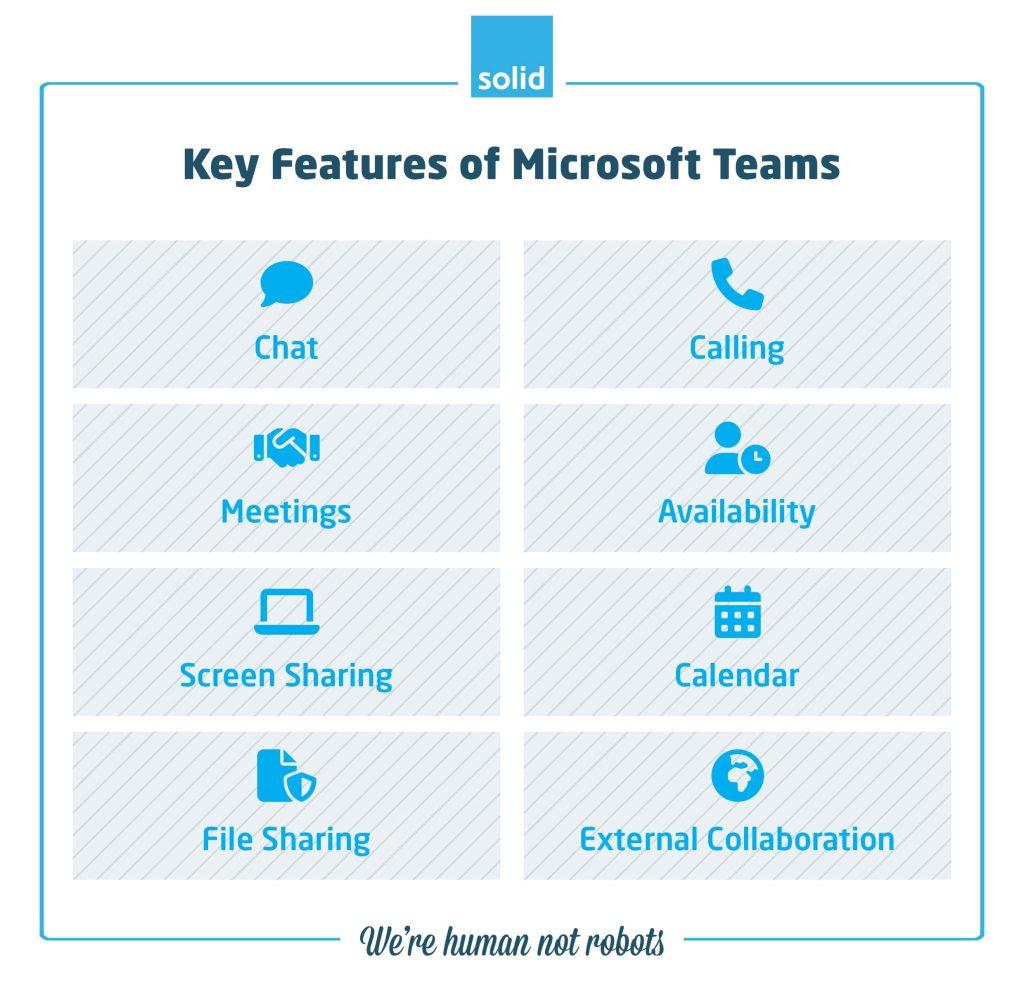 solid
Key Features of Microsoft Teams
Chat
Calling
Meetings
Availability
Screen Sharing
Calendar
File Sharing
External Collaboration
We're human not robots